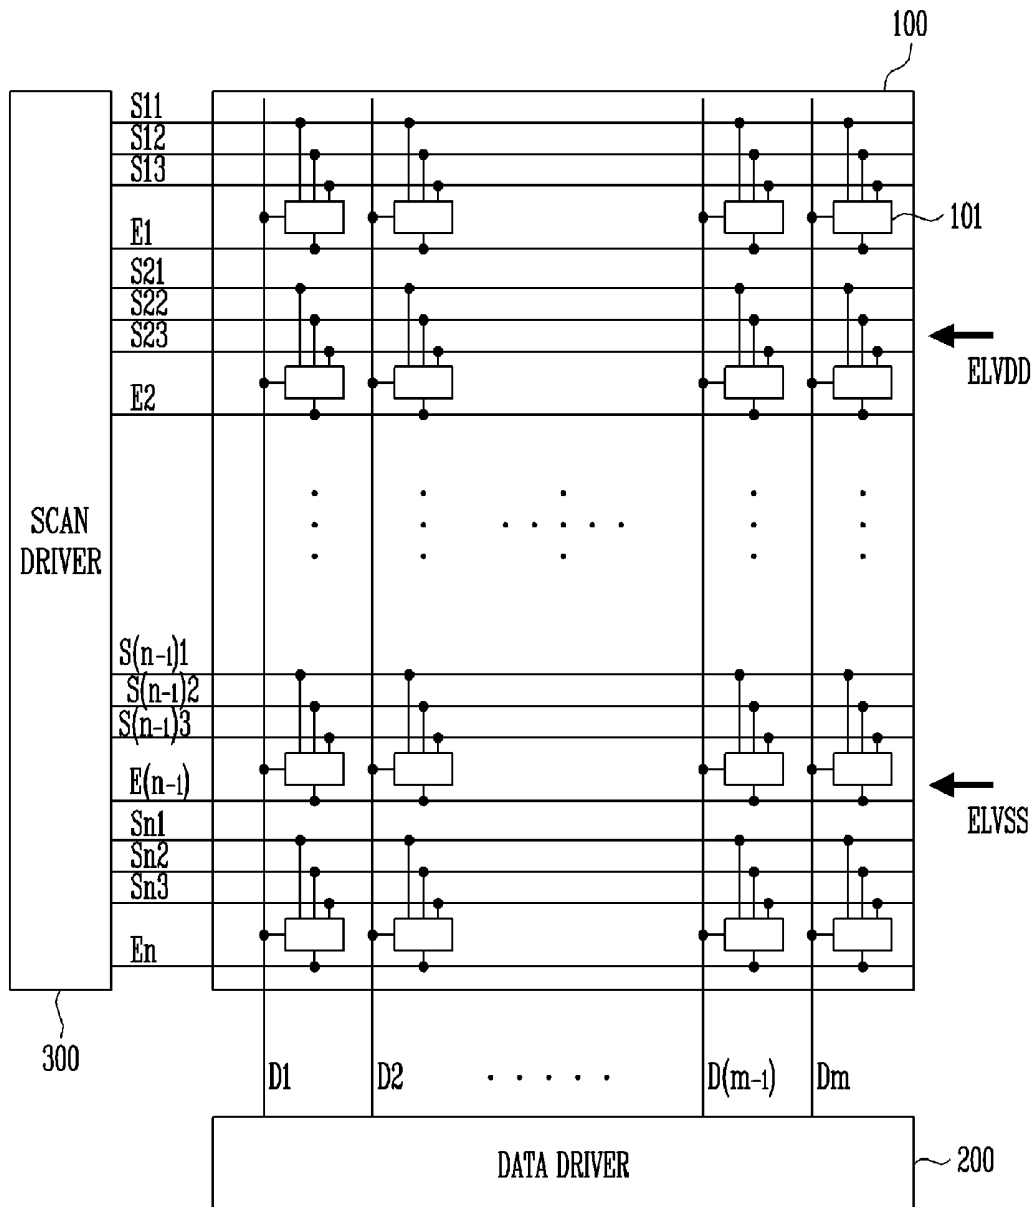 100
S11
S12
S13
101
E1
S21
S22
S23
ELVDD
E2
SCAN
DRIVER
S(n-1)1
S(n-1)2
S(n-1)3
E(n-1)
ELVSS
Sn1
Sn2
Sn3
En
300
D1 D2 ..... D(m-1) Dm
DATA DRIVER
200